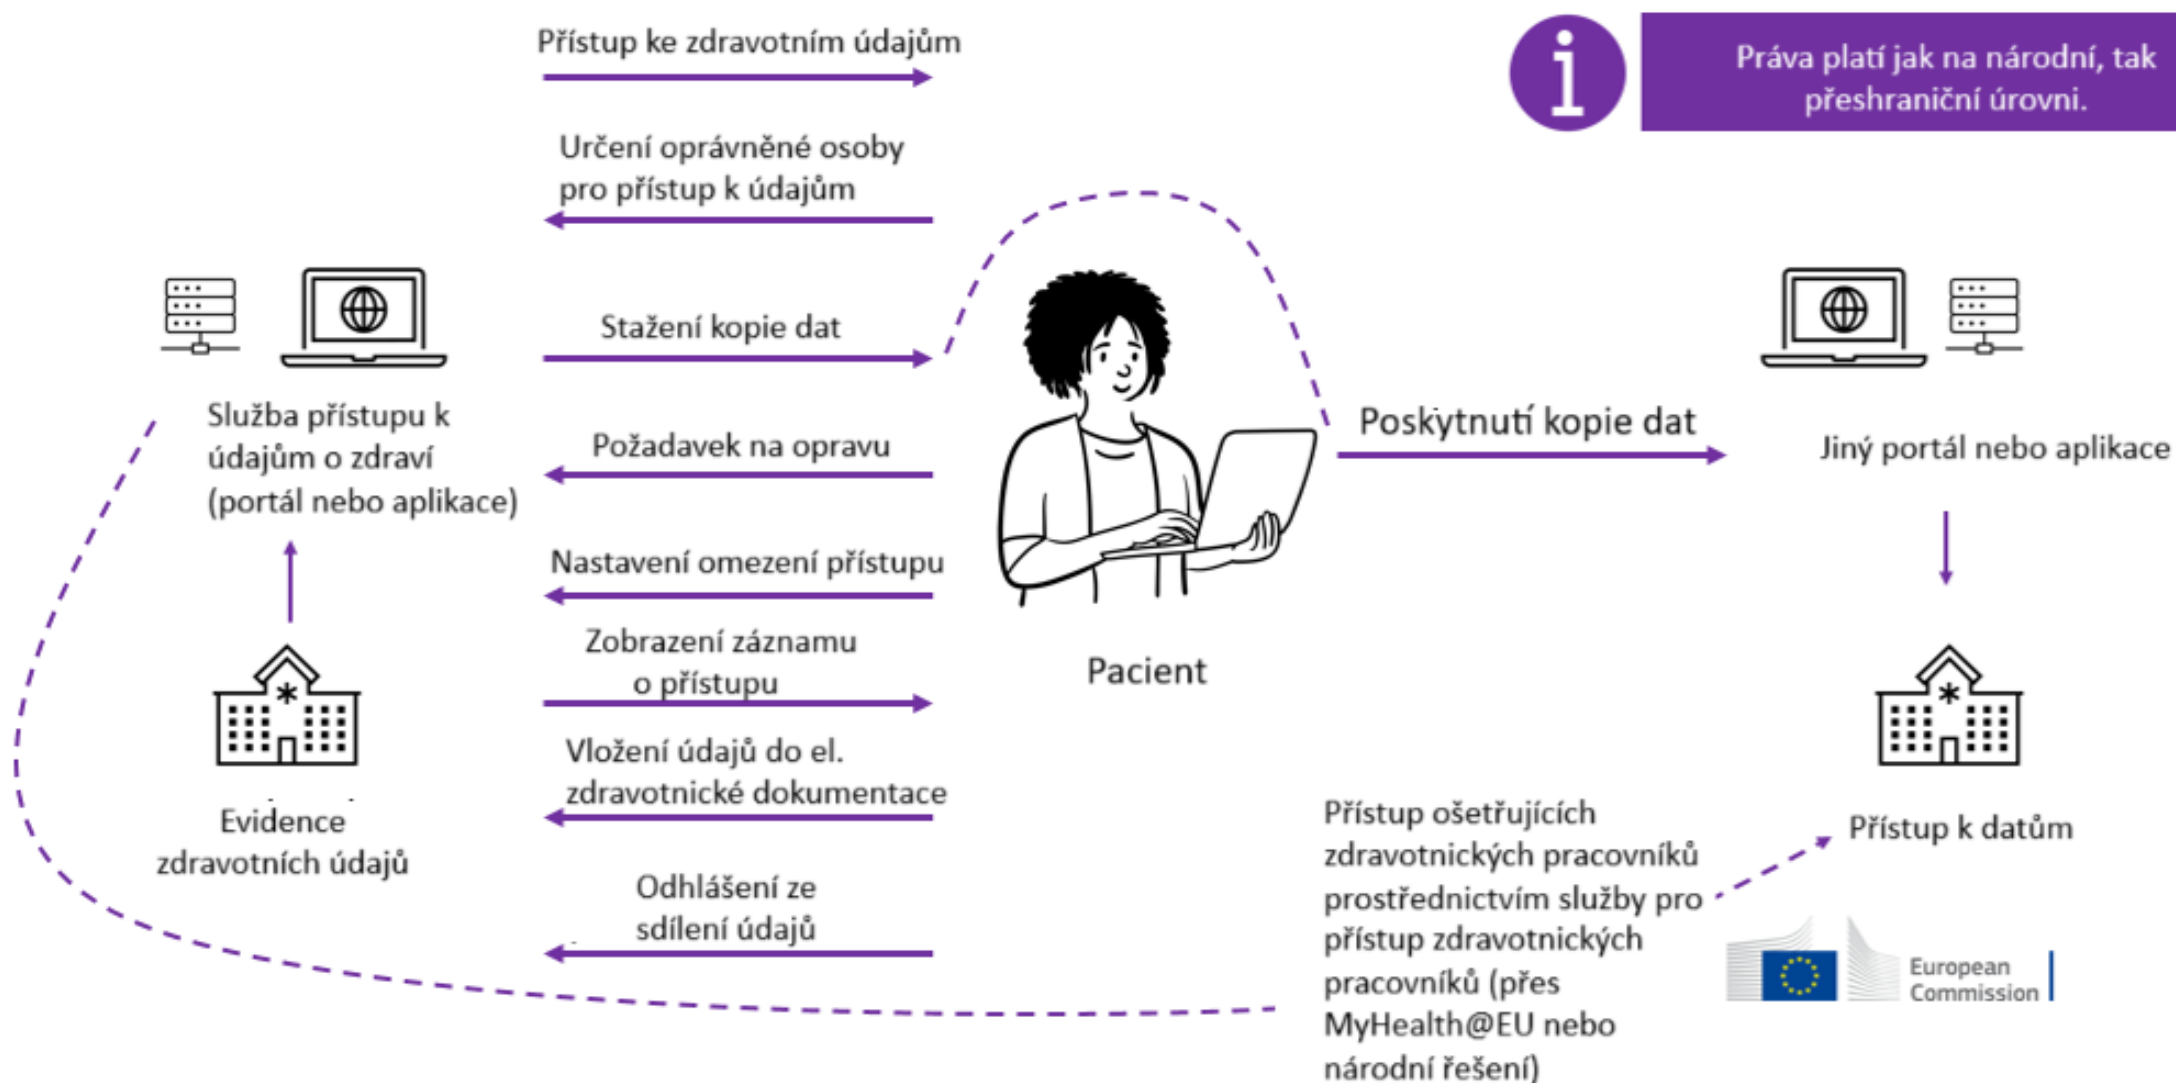 Přístup ke zdravotním údajům
Práva platí jak na národní, tak
přeshraniční úrovni.
Určení oprávněné osoby
pro přístup k údajům
Stažení kopie dat
Služba přístupu k
údajům o zdraví
(portál nebo aplikace)
Požadavek na opravu
Poskytnutí kopie dat
Jiný portál nebo aplikace
Nastavení omezení přístupu
Zobrazení záznamu
o přístupu
Pacient
Vložení údajů do el.
zdravotnické dokumentace
Evidence
zdravotních údajů
Odhlášení ze
sdílení údajů
Přístup ošetřujících
zdravotnických pracovníků
prostřednictvím služby pro
přístup zdravotnických
pracovníků (přes
MyHealth@EU nebo
národní řešení)
Přístup k datům
European
Commission